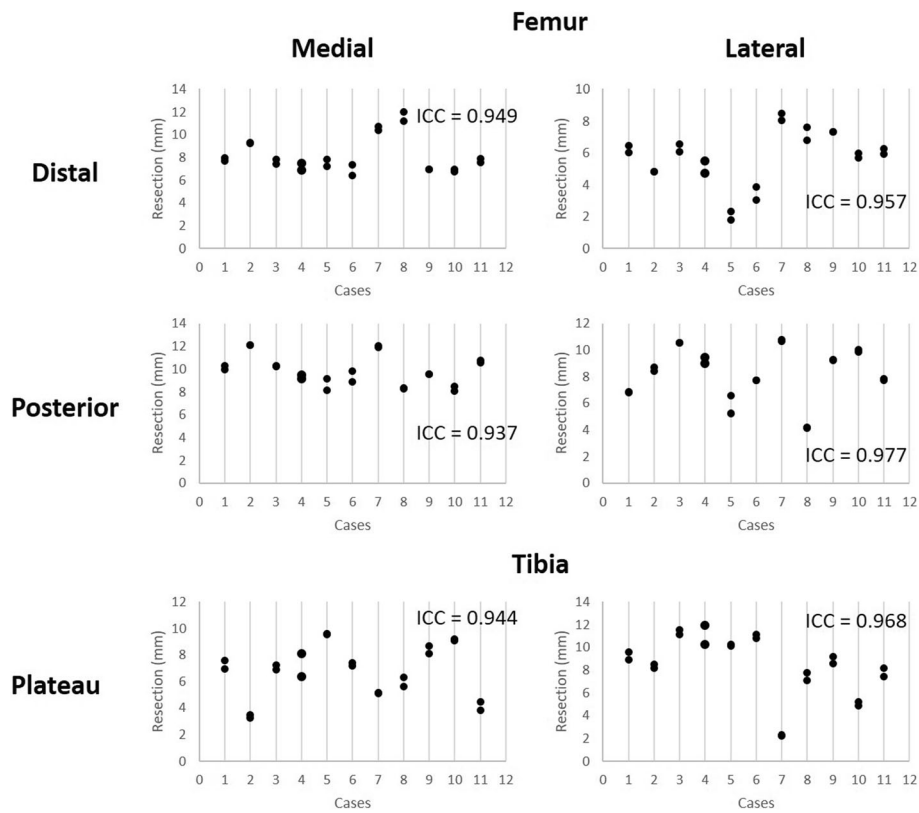 Femur
Medial
Lateral
Distal
Resection (mm)
14
12
10
8
6
4
2
0
ICC = 0.949
0 1 2 3 4 5 6 7 8 9 10 11 12
Cases
Resection (mm)
10
8
6
4
2
0
ICC = 0.957
0 1 2 3 4 5 6 7 8 9 10 11 12
Cases
Posterior
Resection (mm)
14
12
10
8
6
4
2
0
ICC = 0.937
0 1 2 3 4 5 6 7 8 9 10 11 12
Cases
Resection (mm)
12
10
8
6
4
2
0
ICC = 0.977
0 1 2 3 4 5 6 7 8 9 10 11 12
Cases
Tibia
Plateau
Resection (mm)
12
10
8
6
4
2
0
ICC = 0.944
0 1 2 3 4 5 6 7 8 9 10 11 12
Cases
Resection (mm)
14
12
10
8
6
4
2
0
ICC = 0.968
0 1 2 3 4 5 6 7 8 9 10 11 12
Cases